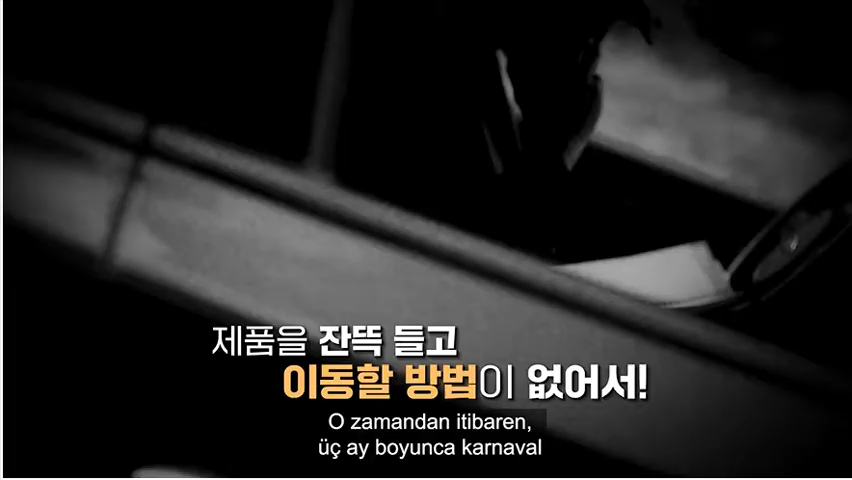 제품을 잔뜩 들고
이동할 방법이 없어서!
O zamandan itibaren,
üç ay boyunca karnaval